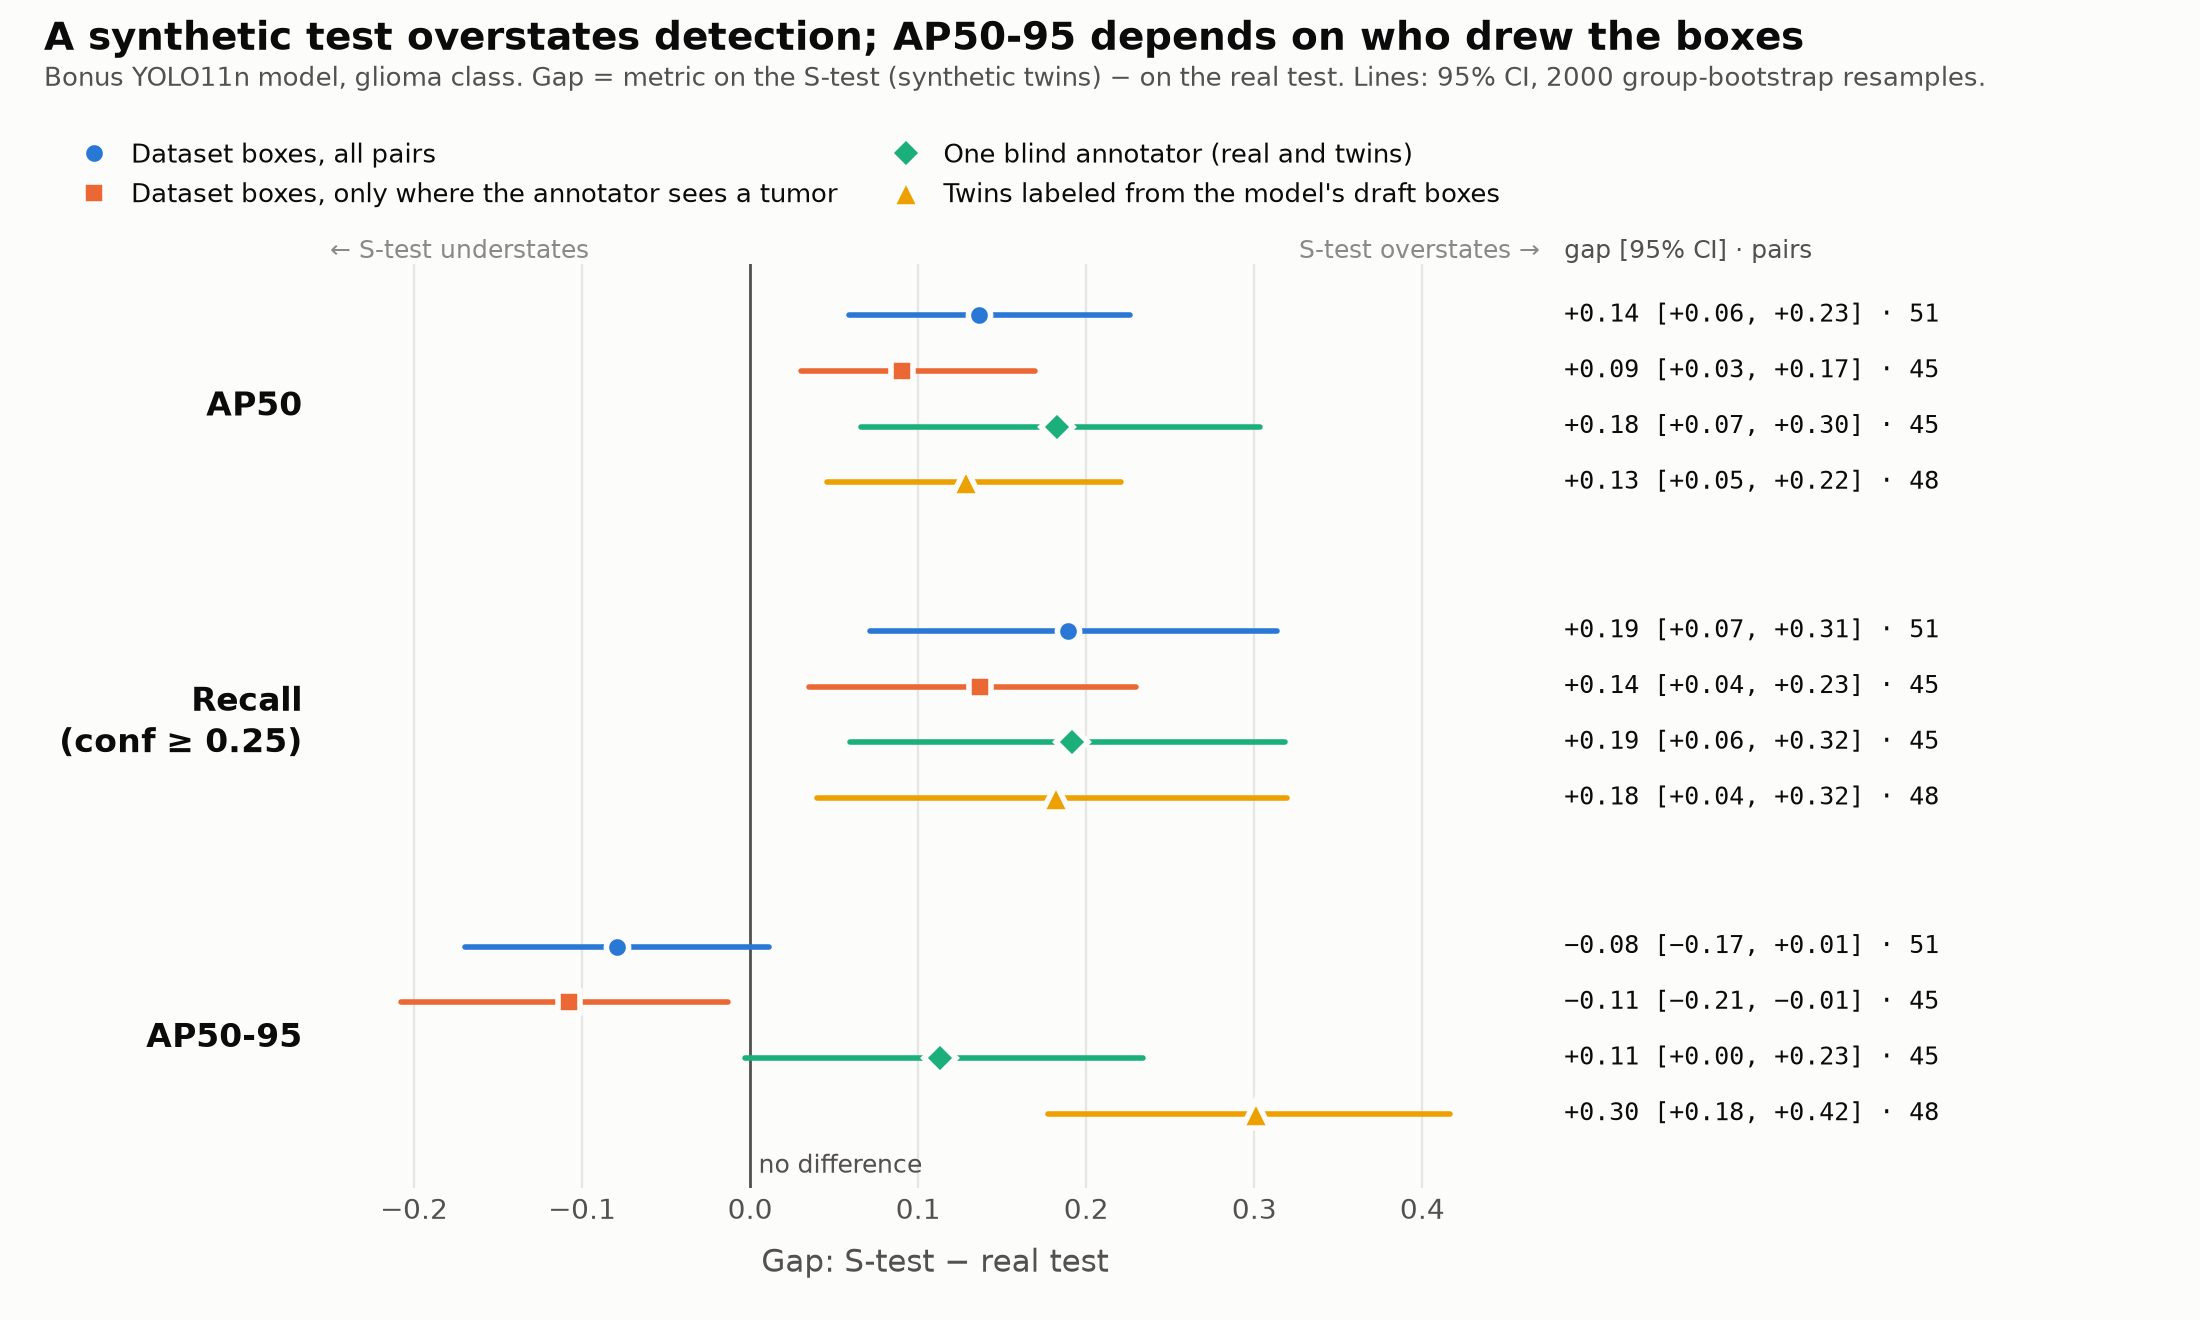 A synthetic test overstates detection; AP50-95 depends on who drew the boxes
Bonus YOLO11n model, glioma class. Gap = metric on the S-test (synthetic twins) − on the real test. Lines: 95% CI, 2000 group-bootstrap resamples.
Dataset boxes, all pairs
Dataset boxes, only where the annotator sees a tumor
One blind annotator (real and twins)
Twins labeled from the model's draft boxes
← S-test understates
S-test overstates →
gap [95% CI] · pairs
AP50
+0.14 [+0.06, +0.23] · 51
+0.09 [+0.03, +0.17] · 45
+0.18 [+0.07, +0.30] · 45
+0.13 [+0.05, +0.22] · 48
Recall
(conf ≥ 0.25)
+0.19 [+0.07, +0.31] · 51
+0.14 [+0.04, +0.23] · 45
+0.19 [+0.06, +0.32] · 45
+0.18 [+0.04, +0.32] · 48
AP50-95
−0.08 [−0.17, +0.01] · 51
−0.11 [−0.21, −0.01] · 45
+0.11 [+0.00, +0.23] · 45
+0.30 [+0.18, +0.42] · 48
no difference
−0.2
−0.1
0.0
0.1
0.2
0.3
0.4
Gap: S-test − real test